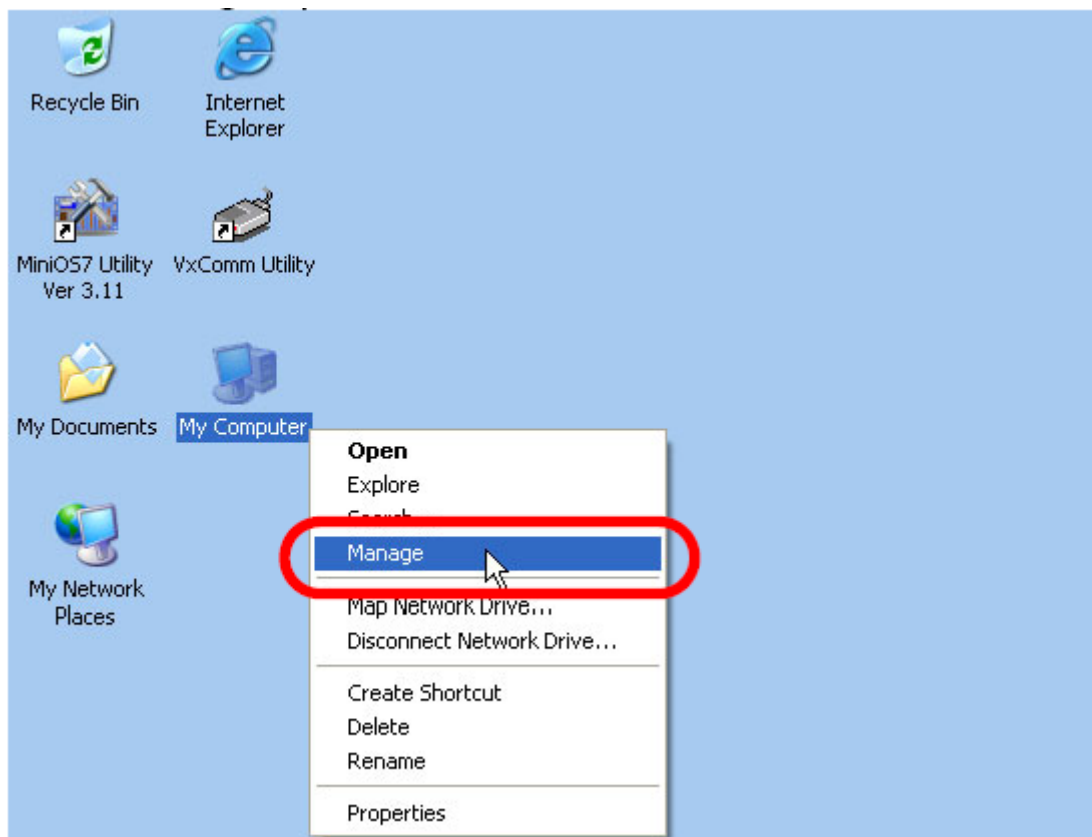 Recycle Bin
Internet
Explorer
MiniOS7 Utility
Ver 3.11
VxComm Utility
My Documents
My Computer
My Network
Places
Open
Explore
Search
Manage
Map Network Drive...
Disconnect Network Drive...
Create Shortcut
Delete
Rename
Properties